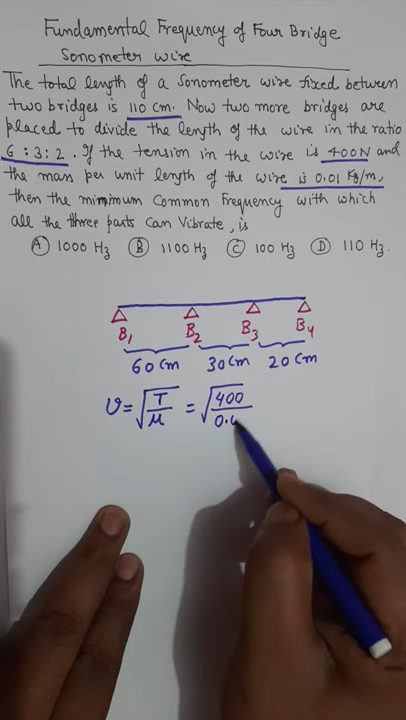 Fundamental Frequency of Four Bridge
Sonometer wire
The total length of a Sonometer wire fixed between
two bridges is 110 cm. Now two more bridges are
placed to divide the length of the wire in the ratio
6 : 3 : 2. If the tension in the wire is 400 N and
the mass per unit length of the wire is 0.01 Kg/m,
then the minimum Common Frequency with which
all the three parts Can Vibrate, is
(A) 1000 Hz (B) 1100 Hz (C) 100 Hz (D) 110 Hz.
B1 B2 B3 B4
60 Cm 30 Cm 20 Cm
v = √T/μ = √400/0.0